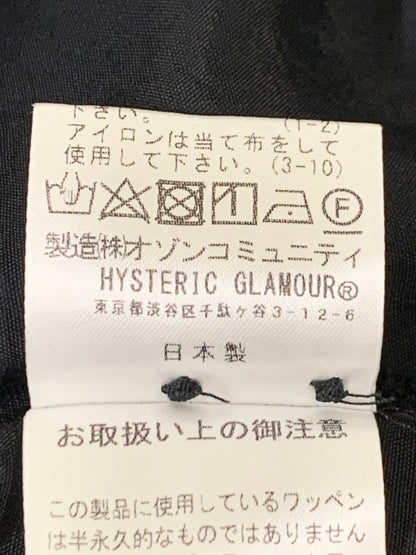 下さい。 (1-2)
アイロンは当て布をして
使用して下さい。(3-10)
F
製造(株)オゾンコミュニティ
HYSTERIC GLAMOUR®
東京都渋谷区千駄ヶ谷3-12-6
日本製
お取扱い上の御注意
この製品に使用しているワッペン
は半永久的なものではありません